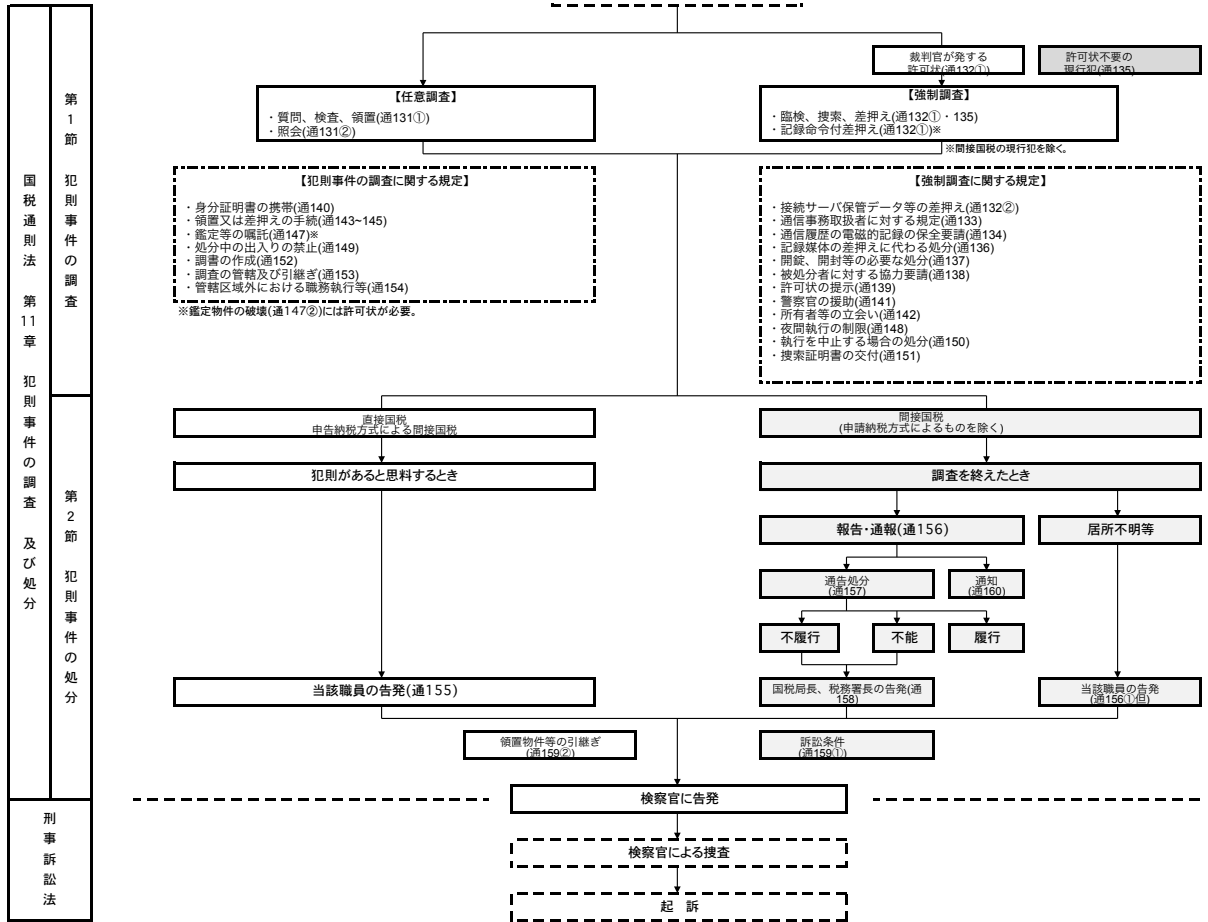 国税通則法 第11章 犯則事件の調査 及び処分
第1節 犯則事件の調査
第2節 犯則事件の処分
刑事訴訟法
裁判官が発する
許可状(通132①)
許可状不要の
現行犯(通135)
【任意調査】
・質問、検査、領置(通131①)
・照会(通131②)
【強制調査】
・臨検、捜索、差押え(通132①・135)
・記録命令付差押え(通132①)※
※間接国税の現行犯を除く。
【犯則事件の調査に関する規定】
・身分証明書の携帯(通140)
・領置又は差押えの手続(通143~145)
・鑑定等の嘱託(通147)※
・処分中の出入りの禁止(通149)
・調書の作成(通152)
・調査の管轄及び引継ぎ(通153)
・管轄区域外における職務執行等(通154)
※鑑定物件の破壊(通147②)には許可状が必要。
【強制調査に関する規定】
・接続サーバ保管データ等の差押え(通132②)
・通信事務取扱者に対する規定(通133)
・通信履歴の電磁的記録の保全要請(通134)
・記録媒体の差押えに代わる処分(通136)
・開錠、開封等の必要な処分(通137)
・被処分者に対する協力要請(通138)
・許可状の提示(通139)
・警察官の援助(通141)
・所有者等の立会い(通142)
・夜間執行の制限(通148)
・執行を中止する場合の処分(通150)
・捜索証明書の交付(通151)
直接国税
申告納税方式による間接国税
間接国税
(申請納税方式によるものを除く)
犯則があると思料するとき
調査を終えたとき
報告・通報(通156)
居所不明等
通告処分
(通157)
通知
(通160)
不履行
不能
履行
当該職員の告発(通155)
国税局長、税務署長の告発(通
158)
当該職員の告発
(通156①但)
領置物件等の引継ぎ
(通159②)
訴訟条件
(通159①)
検察官に告発
検察官による捜査
起 訴